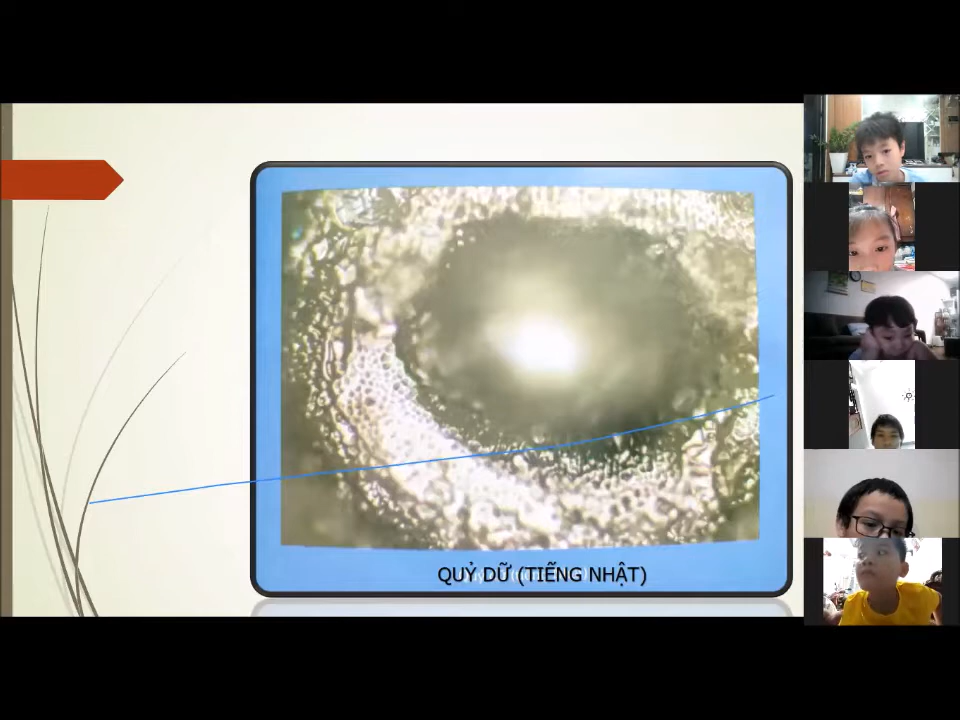 QUỶ DỮ (TIẾNG NHẬT)